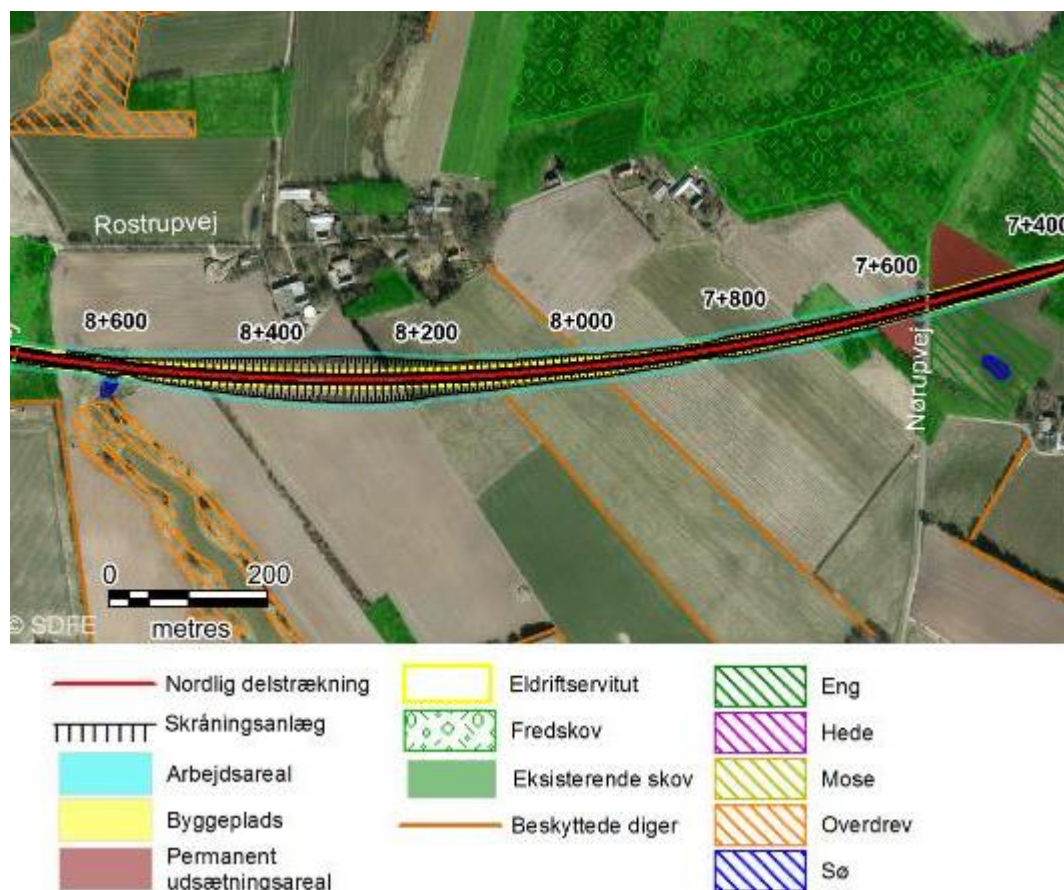 Rostrupvej
7+400
7+600
7+800
8+000
8+200
8+400
8+600
Nørupvej
0 200
metres
© SDFE
Nordlig delstrækning
Skråningsanlæg
Arbejdsareal
Byggeplads
Permanent
udsætningsareal
Eldriftservitut
Fredskov
Eksisterende skov
Beskyttede diger
Eng
Hede
Mose
Overdrev
Sø